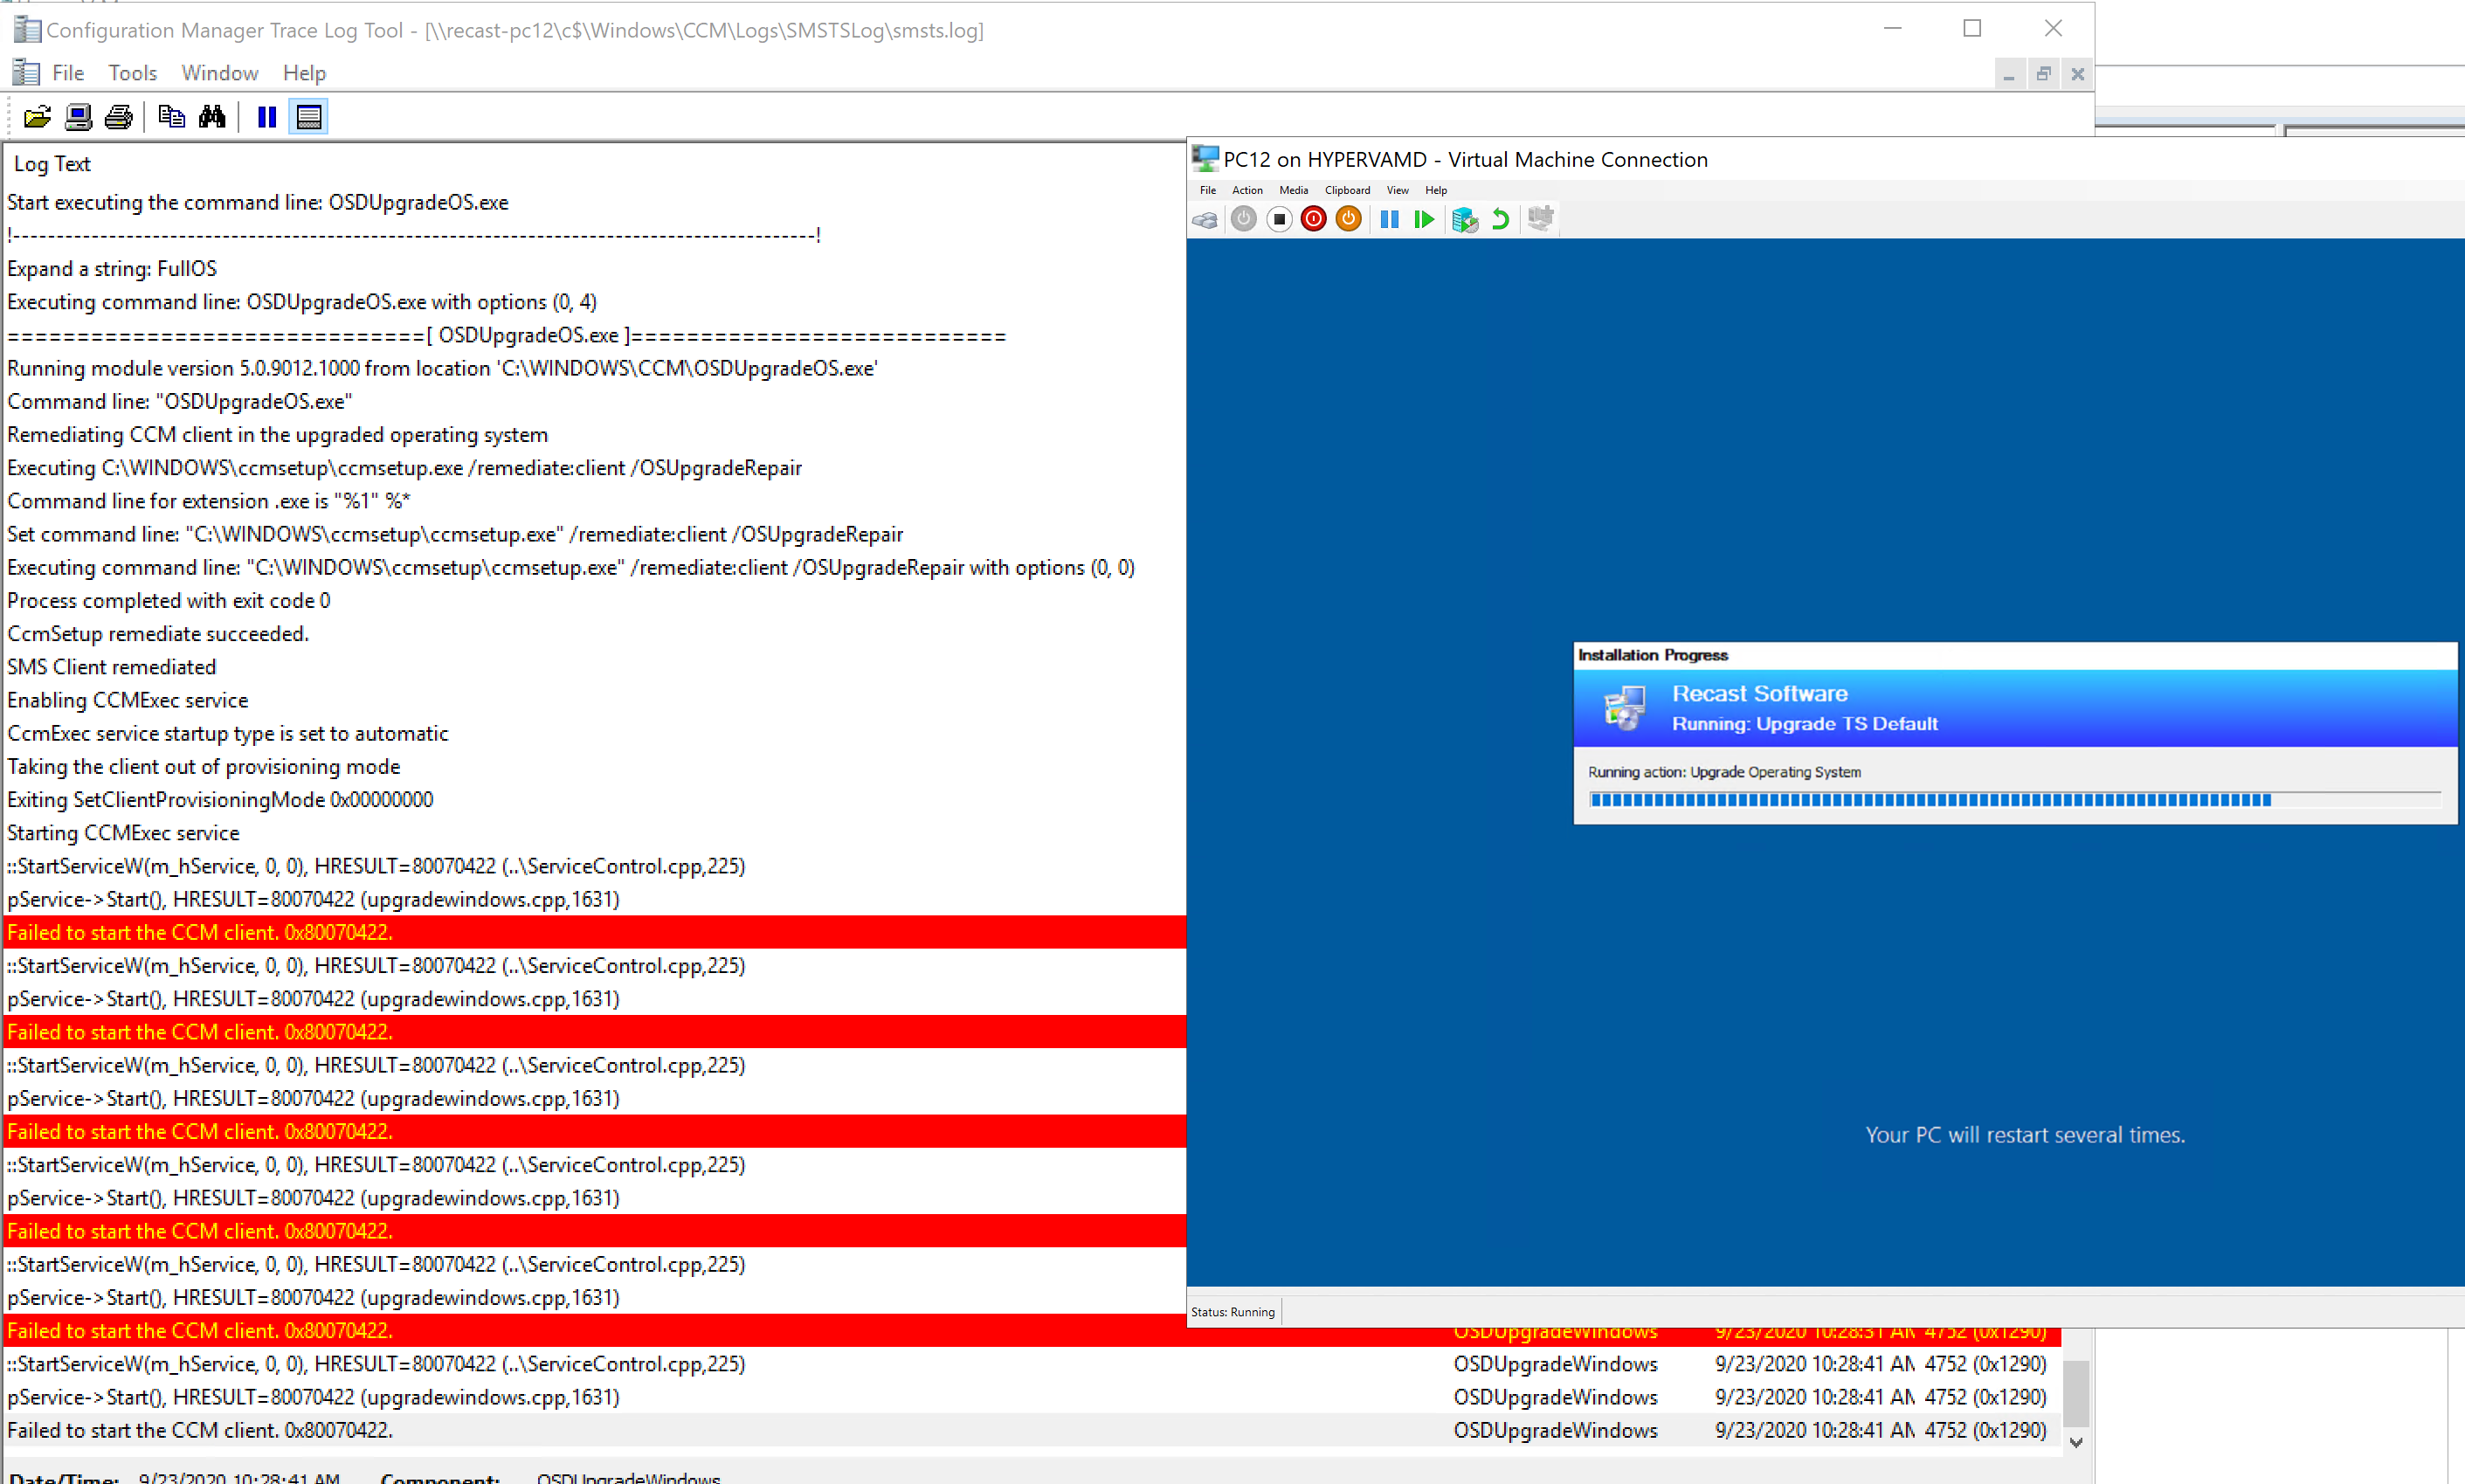 Configuration Manager Trace Log Tool - [\\recast-pc12\c$\Windows\CCM\Logs\SMSTSLog\smsts.log]
File Tools Window Help
Log Text
Start executing the command line: OSDUpgradeOS.exe
!--------------------------------------------------------------------------------------------!
Expand a string: FullOS
Executing command line: OSDUpgradeOS.exe with options (0, 4)
==============================[ OSDUpgradeOS.exe ]===========================
Running module version 5.0.9012.1000 from location 'C:\WINDOWS\CCM\OSDUpgradeOS.exe'
Command line: "OSDUpgradeOS.exe"
Remediating CCM client in the upgraded operating system
Executing C:\WINDOWS\ccmsetup\ccmsetup.exe /remediate:client /OSUpgradeRepair
Command line for extension .exe is "%1" %*
Set command line: "C:\WINDOWS\ccmsetup\ccmsetup.exe" /remediate:client /OSUpgradeRepair
Executing command line: "C:\WINDOWS\ccmsetup\ccmsetup.exe" /remediate:client /OSUpgradeRepair with options (0, 0)
Process completed with exit code 0
CcmSetup remediate succeeded.
SMS Client remediated
Enabling CCMExec service
CcmExec service startup type is set to automatic
Taking the client out of provisioning mode
Exiting SetClientProvisioningMode 0x00000000
Starting CCMExec service
::StartServiceW(m_hService, 0, 0), HRESULT=80070422 (..\ServiceControl.cpp,225)
pService->Start(), HRESULT=80070422 (upgradewindows.cpp,1631)
Failed to start the CCM client. 0x80070422.
::StartServiceW(m_hService, 0, 0), HRESULT=80070422 (..\ServiceControl.cpp,225)
pService->Start(), HRESULT=80070422 (upgradewindows.cpp,1631)
Failed to start the CCM client. 0x80070422.
::StartServiceW(m_hService, 0, 0), HRESULT=80070422 (..\ServiceControl.cpp,225)
pService->Start(), HRESULT=80070422 (upgradewindows.cpp,1631)
Failed to start the CCM client. 0x80070422.
::StartServiceW(m_hService, 0, 0), HRESULT=80070422 (..\ServiceControl.cpp,225)
pService->Start(), HRESULT=80070422 (upgradewindows.cpp,1631)
Failed to start the CCM client. 0x80070422.
::StartServiceW(m_hService, 0, 0), HRESULT=80070422 (..\ServiceControl.cpp,225)
pService->Start(), HRESULT=80070422 (upgradewindows.cpp,1631)
Failed to start the CCM client. 0x80070422. OSDUpgradeWindows 9/23/2020 10:28:31 AM 4752 (0x1290)
::StartServiceW(m_hService, 0, 0), HRESULT=80070422 (..\ServiceControl.cpp,225) OSDUpgradeWindows 9/23/2020 10:28:41 AM 4752 (0x1290)
pService->Start(), HRESULT=80070422 (upgradewindows.cpp,1631) OSDUpgradeWindows 9/23/2020 10:28:41 AM 4752 (0x1290)
Failed to start the CCM client. 0x80070422. OSDUpgradeWindows 9/23/2020 10:28:41 AM 4752 (0x1290)
Date/Time: 9/23/2020 10:28:41 AM Component: OSDUpgradeWindows
PC12 on HYPERVAMD - Virtual Machine Connection
File Action Media Clipboard View Help
Installation Progress
Recast Software
Running: Upgrade TS Default
Running action: Upgrade Operating System
Your PC will restart several times.
Status: Running